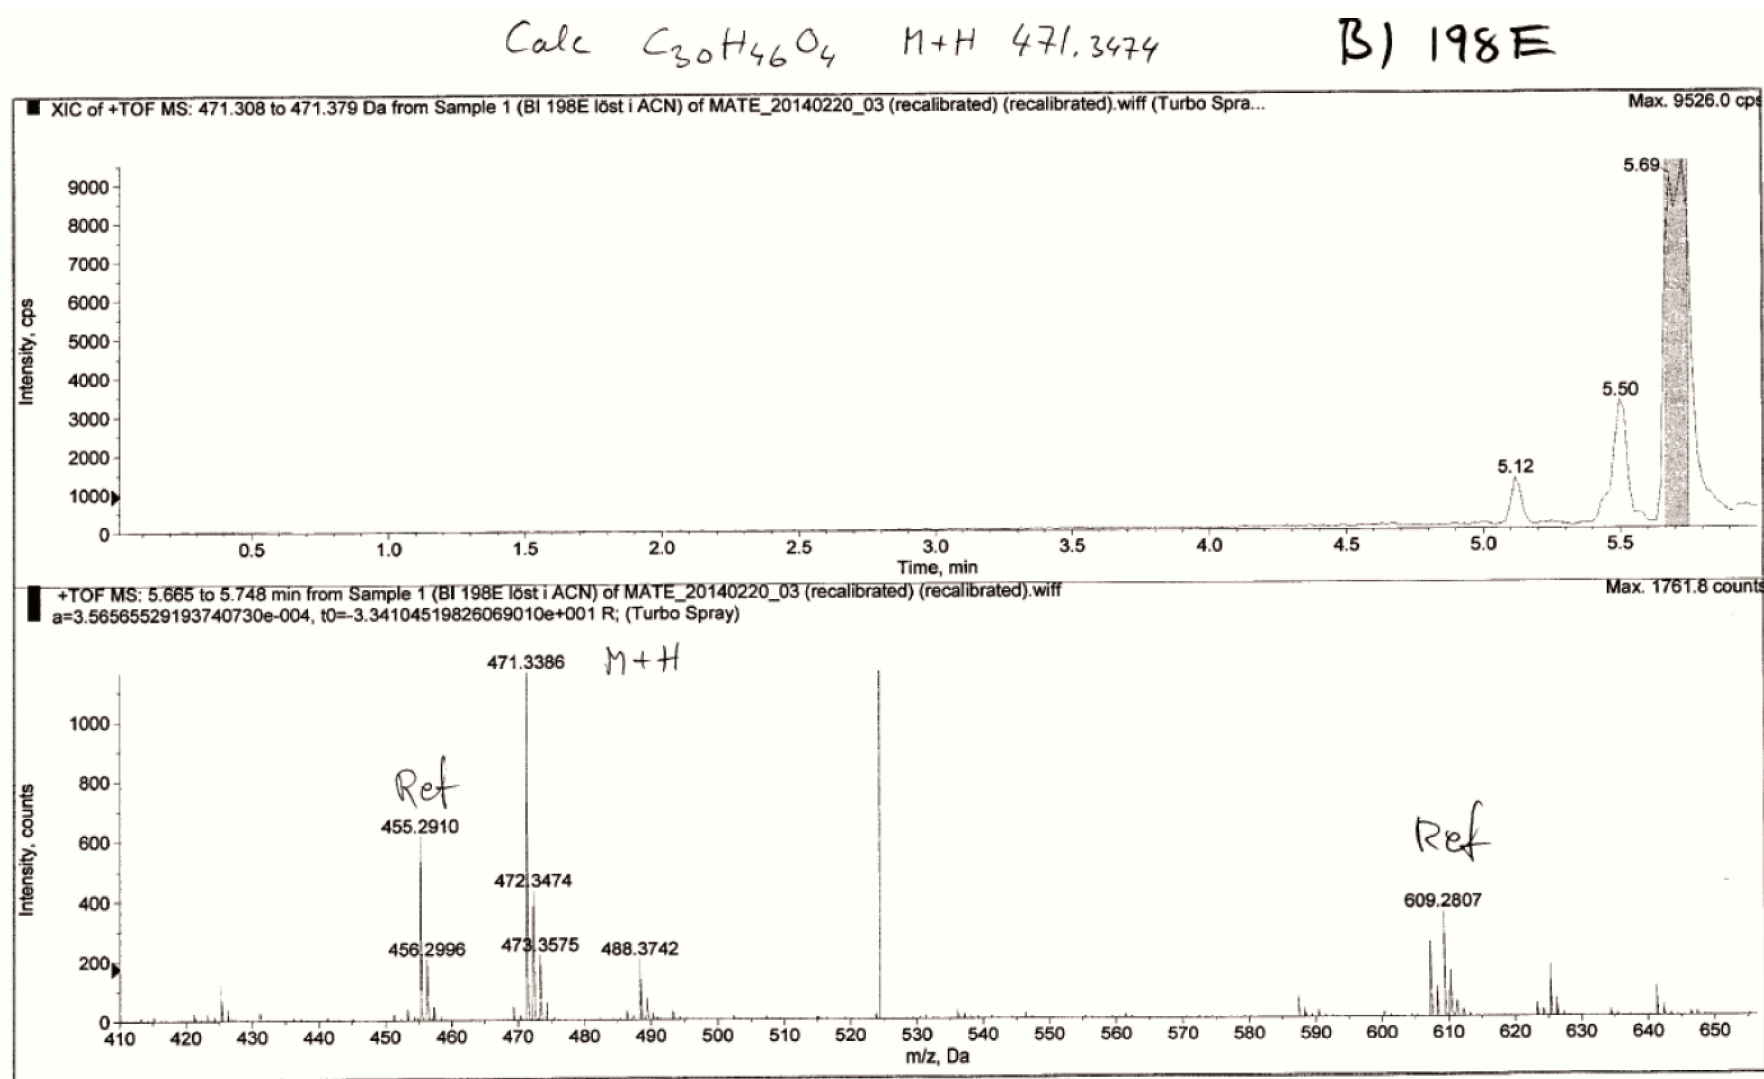 Calc C30H46O4 M+H 471.3474 B) 198E
XIC of +TOF MS: 471.308 to 471.379 Da from Sample 1 (BI 198E löst i ACN) of MATE_20140220_03 (recalibrated) (recalibrated).wiff (Turbo Spra... Max. 9526.0 cps
5.69
9000
8000
7000
6000
5000
4000
3000
2000
1000
0
Intensity, cps
5.50
5.12
0.5 1.0 1.5 2.0 2.5 3.0 3.5 4.0 4.5 5.0 5.5
Time, min
+TOF MS: 5.665 to 5.748 min from Sample 1 (BI 198E löst i ACN) of MATE_20140220_03 (recalibrated) (recalibrated).wiff Max. 1761.8 counts
a=3.56565529193740730e-004, t0=-3.34104519826069010e+001 R; (Turbo Spray)
471.3386 M+H
1000
800
600
400
200
0
Intensity, counts
Ref
455.2910
Ref
472.3474
609.2807
456.2996 473.3575 488.3742
410 420 430 440 450 460 470 480 490 500 510 520 530 540 550 560 570 580 590 600 610 620 630 640 650
m/z, Da